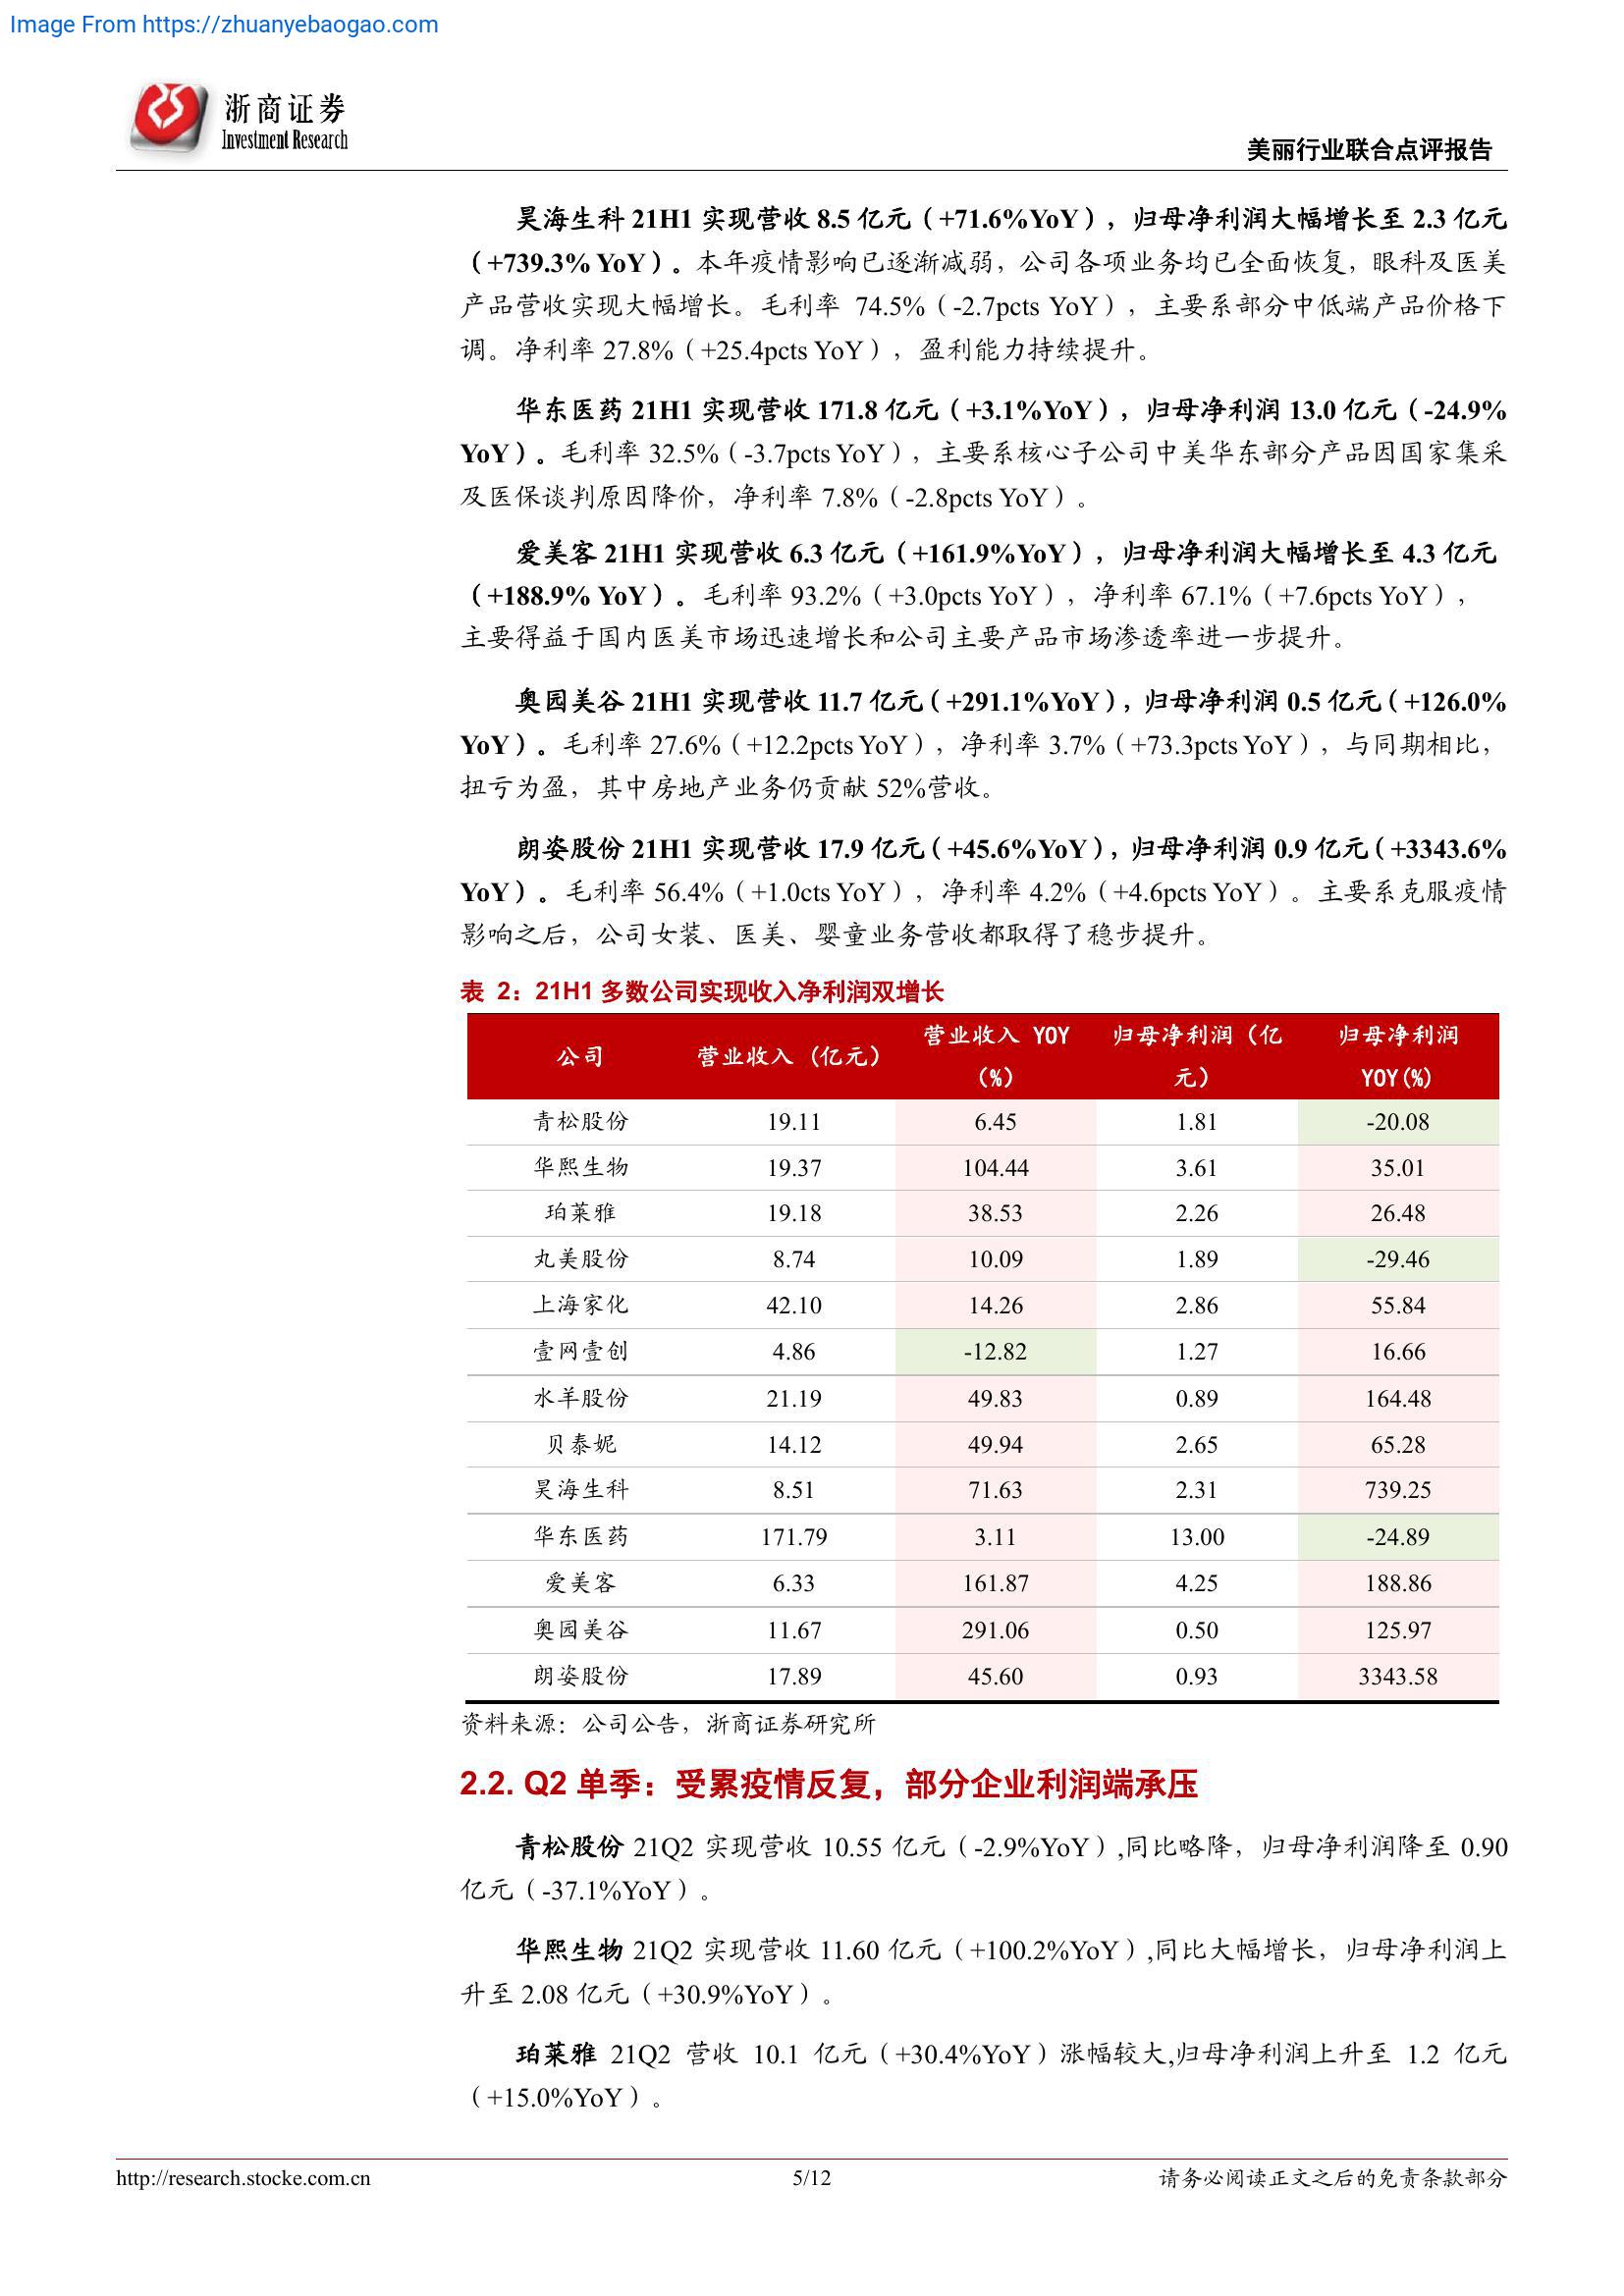 Image From https://zhuanyebaogao.com
浙商证券
Investment Research
美丽行业联合点评报告
昊海生科 21H1 实现营收 8.5 亿元（+71.6%YoY），归母净利润大幅增长至 2.3 亿元
（+739.3% YoY）。本年疫情影响已逐渐减弱，公司各项业务均已全面恢复，眼科及医美
产品营收实现大幅增长。毛利率 74.5%（-2.7pcts YoY），主要系部分中低端产品价格下
调。净利率 27.8%（+25.4pcts YoY），盈利能力持续提升。
华东医药 21H1 实现营收 171.8 亿元（+3.1%YoY），归母净利润 13.0 亿元（-24.9%
YoY）。毛利率 32.5%（-3.7pcts YoY），主要系核心子公司中美华东部分产品因国家集采
及医保谈判原因降价，净利率 7.8%（-2.8pcts YoY）。
爱美客 21H1 实现营收 6.3 亿元（+161.9%YoY），归母净利润大幅增长至 4.3 亿元
（+188.9% YoY）。毛利率 93.2%（+3.0pcts YoY），净利率 67.1%（+7.6pcts YoY），
主要得益于国内医美市场迅速增长和公司主要产品市场渗透率进一步提升。
奥园美谷 21H1 实现营收 11.7 亿元（+291.1%YoY），归母净利润 0.5 亿元（+126.0%
YoY）。毛利率 27.6%（+12.2pcts YoY），净利率 3.7%（+73.3pcts YoY），与同期相比，
扭亏为盈，其中房地产业务仍贡献 52%营收。
朗姿股份 21H1 实现营收 17.9 亿元（+45.6%YoY），归母净利润 0.9 亿元（+3343.6%
YoY）。毛利率 56.4%（+1.0cts YoY），净利率 4.2%（+4.6pcts YoY）。主要系克服疫情
影响之后，公司女装、医美、婴童业务营收都取得了稳步提升。
表 2：21H1 多数公司实现收入净利润双增长
公司 营业收入（亿元） 营业收入 YOY（%） 归母净利润（亿元） 归母净利润 YOY(%)
青松股份 19.11 6.45 1.81 -20.08
华熙生物 19.37 104.44 3.61 35.01
珀莱雅 19.18 38.53 2.26 26.48
丸美股份 8.74 10.09 1.89 -29.46
上海家化 42.10 14.26 2.86 55.84
壹网壹创 4.86 -12.82 1.27 16.66
水羊股份 21.19 49.83 0.89 164.48
贝泰妮 14.12 49.94 2.65 65.28
昊海生科 8.51 71.63 2.31 739.25
华东医药 171.79 3.11 13.00 -24.89
爱美客 6.33 161.87 4.25 188.86
奥园美谷 11.67 291.06 0.50 125.97
朗姿股份 17.89 45.60 0.93 3343.58
资料来源：公司公告，浙商证券研究所
2.2. Q2 单季：受累疫情反复，部分企业利润端承压
青松股份 21Q2 实现营收 10.55 亿元（-2.9%YoY）,同比略降，归母净利润降至 0.90
亿元（-37.1%YoY）。
华熙生物 21Q2 实现营收 11.60 亿元（+100.2%YoY）,同比大幅增长，归母净利润上
升至 2.08 亿元（+30.9%YoY）。
珀莱雅 21Q2 营收 10.1 亿元（+30.4%YoY）涨幅较大,归母净利润上升至 1.2 亿元
（+15.0%YoY）。
http://research.stocke.com.cn 5/12 请务必阅读正文之后的免责条款部分